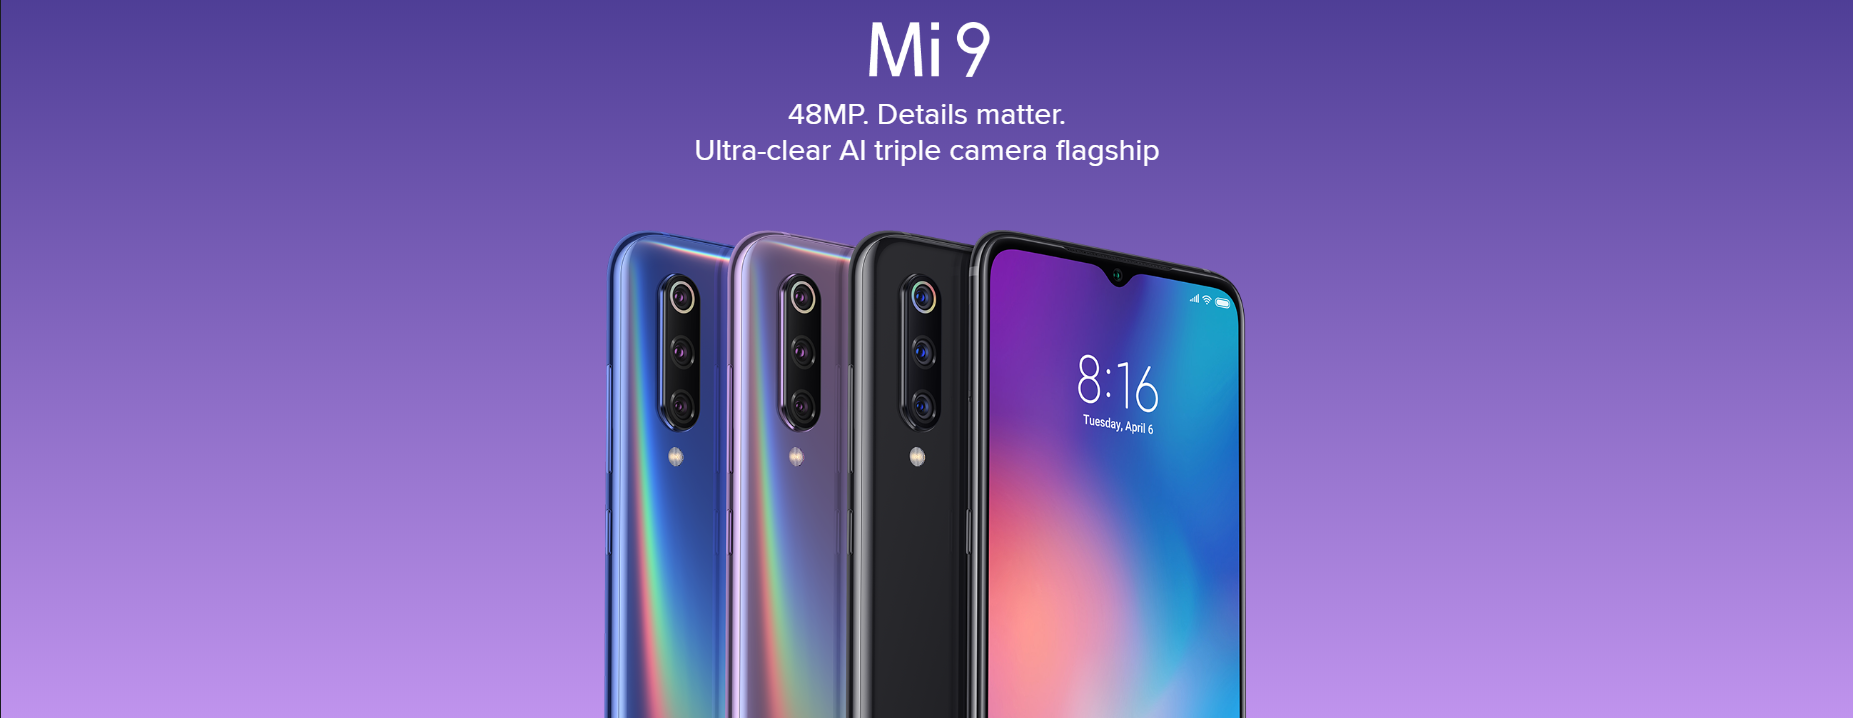 Mi 9
48MP. Details matter.
Ultra-clear AI triple camera flagship
8:16
Tuesday, April 6